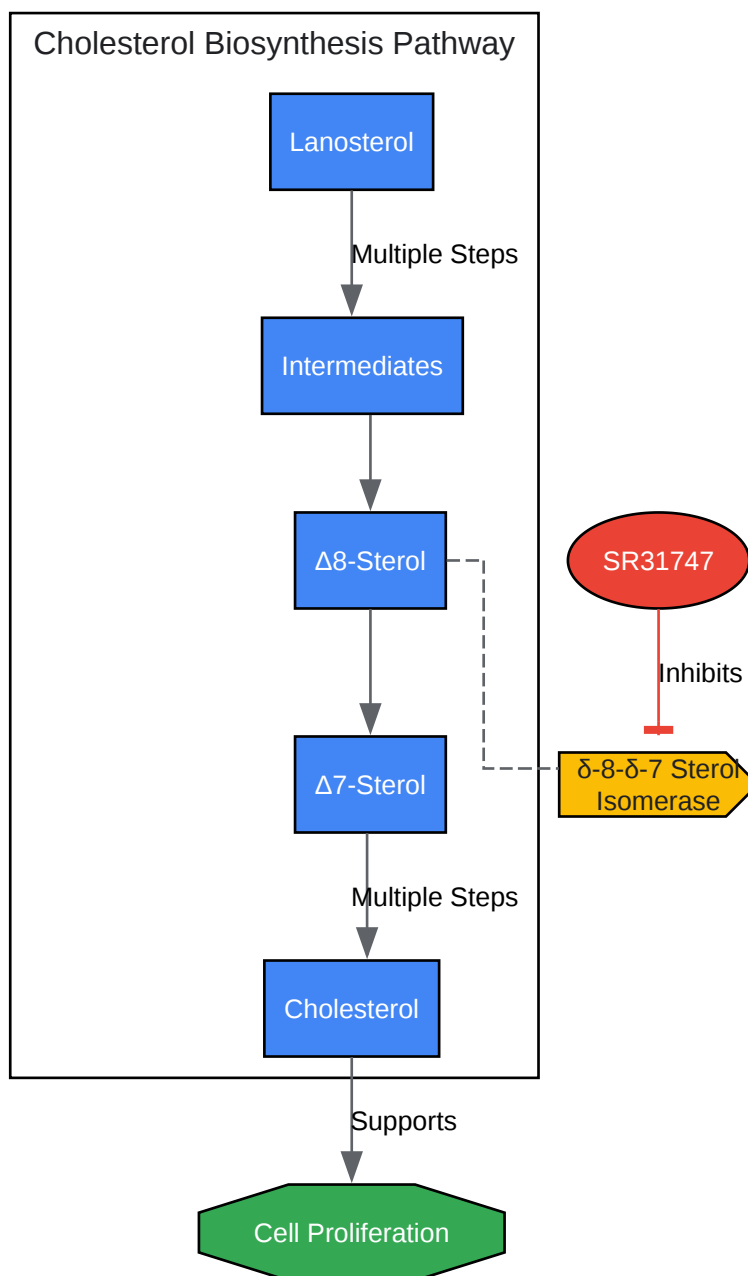 Cholesterol Biosynthesis Pathway
Lanosterol
Multiple Steps
Intermediates
Δ8-Sterol
SR31747
Inhibits
Δ7-Sterol
δ-8-δ-7 Sterol
Isomerase
Multiple Steps
Cholesterol
Supports
Cell Proliferation